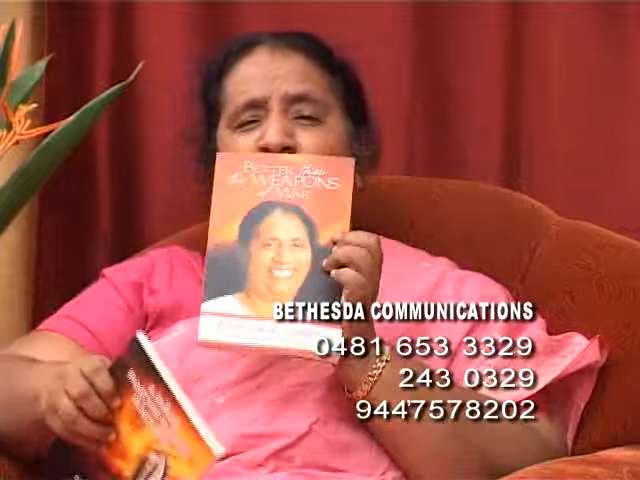 BETTER than
the WEAPONS
of WAR
BETHESDA COMMUNICATIONS
0481 653 3329
243 0329
9447578202